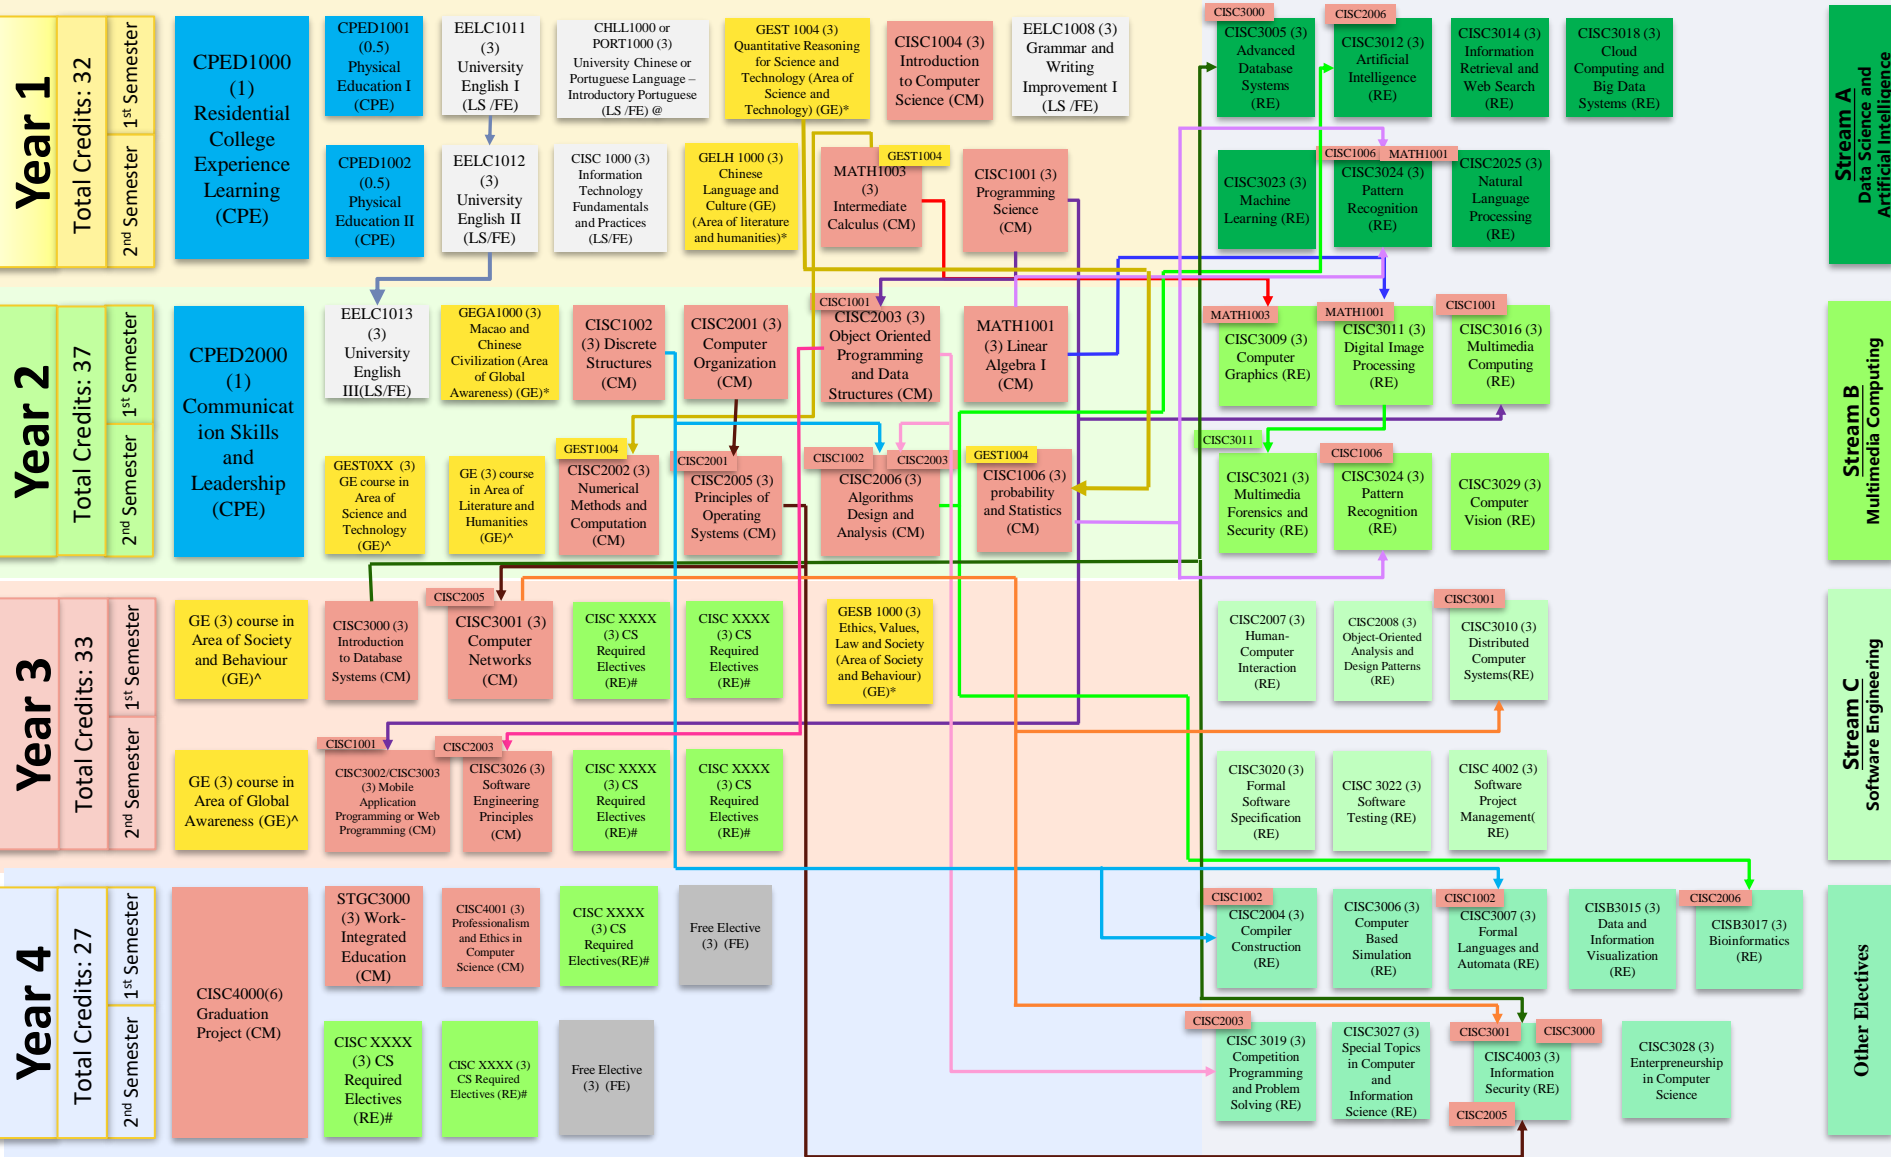 Year 1
Total Credits: 32
1st Semester
2nd Semester
CPED1000
(1)
Residential
College
Experience
Learning
(CPE)
CPED1001
(0.5)
Physical
Education I
(CPE)
EELC1011
(3)
University
English I
(LS /FE)
CHLL1000 or
PORT1000 (3)
University Chinese or
Portuguese Language –
Introductory Portuguese
(LS /FE) @
GEST 1004 (3)
Quantitative Reasoning
for Science and
Technology (Area of
Science and
Technology) (GE)*
CISC1004 (3)
Introduction
to Computer
Science (CM)
EELC1008 (3)
Grammar and
Writing
Improvement I
(LS /FE)
CPED1002
(0.5)
Physical
Education II
(CPE)
EELC1012
(3)
University
English II
(LS/FE)
CISC 1000 (3)
Information
Technology
Fundamentals
and Practices
(LS/FE)
GELH 1000 (3)
Chinese
Language and
Culture (GE)
(Area of literature
and humanities)*
GEST1004
MATH1003
(3)
Intermediate
Calculus (CM)
CISC1001 (3)
Programming
Science
(CM)
Year 2
Total Credits: 37
1st Semester
2nd Semester
CPED2000
(1)
Communicat
ion Skills
and
Leadership
(CPE)
EELC1013
(3)
University
English
III(LS/FE)
GEGA1000 (3)
Macao and
Chinese
Civilization (Area
of Global
Awareness) (GE)*
CISC1002
(3) Discrete
Structures
(CM)
CISC2001 (3)
Computer
Organization
(CM)
CISC1001
CISC2003 (3)
Object Oriented
Programming
and Data
Structures (CM)
MATH1001
(3) Linear
Algebra I
(CM)
GEST0XX (3)
GE course in
Area of
Science and
Technology
(GE)^
GE (3) course
in Area of
Literature and
Humanities
(GE)^
GEST1004
CISC2002 (3)
Numerical
Methods and
Computation
(CM)
CISC2001
CISC2005 (3)
Principles of
Operating
Systems (CM)
CISC1002
CISC2003
CISC2006 (3)
Algorithms
Design and
Analysis (CM)
GEST1004
CISC1006 (3)
probability
and Statistics
(CM)
Year 3
Total Credits: 33
1st Semester
2nd Semester
GE (3) course in
Area of Society
and Behaviour
(GE)^
CISC3000 (3)
Introduction
to Database
Systems (CM)
CISC2005
CISC3001 (3)
Computer
Networks
(CM)
CISC XXXX
(3) CS
Required
Electives
(RE)#
CISC XXXX
(3) CS
Required
Electives
(RE)#
GESB 1000 (3)
Ethics, Values,
Law and Society
(Area of Society
and Behaviour)
(GE)*
GE (3) course in
Area of Global
Awareness (GE)^
CISC1001
CISC3002/CISC3003
(3) Mobile
Application
Programming or Web
Programming (CM)
CISC2003
CISC3026 (3)
Software
Engineering
Principles
(CM)
CISC XXXX
(3) CS
Required
Electives
(RE)#
CISC XXXX
(3) CS
Required
Electives
(RE)#
Year 4
Total Credits: 27
1st Semester
2nd Semester
CISC4000(6)
Graduation
Project (CM)
STGC3000
(3) Work-
Integrated
Education
(CM)
CISC4001 (3)
Professionalism
and Ethics in
Computer
Science (CM)
CISC XXXX
(3) CS
Required
Electives(RE)#
Free Elective
(3) (FE)
CISC XXXX
(3) CS
Required
Electives
(RE)#
CISC XXXX (3)
CS Required
Electives (RE)#
Free Elective
(3) (FE)
Stream A
Data Science and
Artificial Intelligence
CISC3000
CISC3005 (3)
Advanced
Database
Systems
(RE)
CISC2006
CISC3012 (3)
Artificial
Intelligence
(RE)
CISC3014 (3)
Information
Retrieval and
Web Search
(RE)
CISC3018 (3)
Cloud
Computing and
Big Data
Systems (RE)
CISC3023 (3)
Machine
Learning (RE)
CISC1006
MATH1001
CISC3024 (3)
Pattern
Recognition
(RE)
CISC2025 (3)
Natural
Language
Processing
(RE)
Stream B
Multimedia Computing
MATH1003
CISC3009 (3)
Computer
Graphics (RE)
MATH1001
CISC3011 (3)
Digital Image
Processing
(RE)
CISC1001
CISC3016 (3)
Multimedia
Computing
(RE)
CISC3011
CISC3021 (3)
Multimedia
Forensics and
Security (RE)
CISC1006
CISC3024 (3)
Pattern
Recognition
(RE)
CISC3029 (3)
Computer
Vision (RE)
Stream C
Software Engineering
CISC2007 (3)
Human-
Computer
Interaction
(RE)
CISC2008 (3)
Object-Oriented
Analysis and
Design Patterns
(RE)
CISC3001
CISC3010 (3)
Distributed
Computer
Systems(RE)
CISC3020 (3)
Formal
Software
Specification
(RE)
CISC 3022 (3)
Software
Testing (RE)
CISC 4002 (3)
Software
Project
Management(
RE)
Other Electives
CISC1002
CISC2004 (3)
Compiler
Construction
(RE)
CISC3006 (3)
Computer
Based
Simulation
(RE)
CISC1002
CISC3007 (3)
Formal
Languages and
Automata (RE)
CISB3015 (3)
Data and
Information
Visualization
(RE)
CISC2006
CISB3017 (3)
Bioinformatics
(RE)
CISC2003
CISC 3019 (3)
Competition
Programming
and Problem
Solving (RE)
CISC3027 (3)
Special Topics
in Computer
and
Information
Science (RE)
CISC3001
CISC3000
CISC4003 (3)
Information
Security (RE)
CISC2005
CISC3028 (3)
Enterpreneurship
in Computer
Science